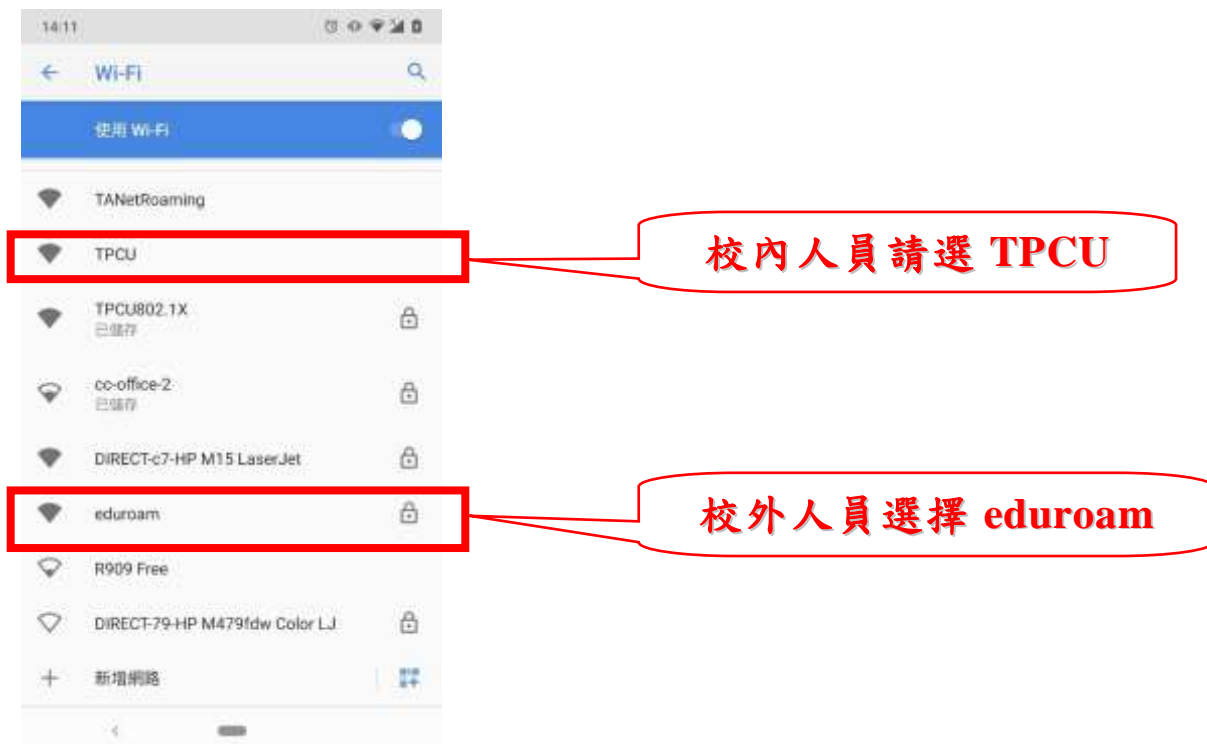 14:11
Wi-Fi
使用 Wi-Fi
TANetRoaming
TPCU
校內人員請選 TPCU
TPCU802.1X
已儲存
cc-office-2
已儲存
DIRECT-c7-HP M15 LaserJet
eduroam
校外人員選擇 eduroam
R909 Free
DIRECT-79-HP M479fdw Color LJ
新增網路